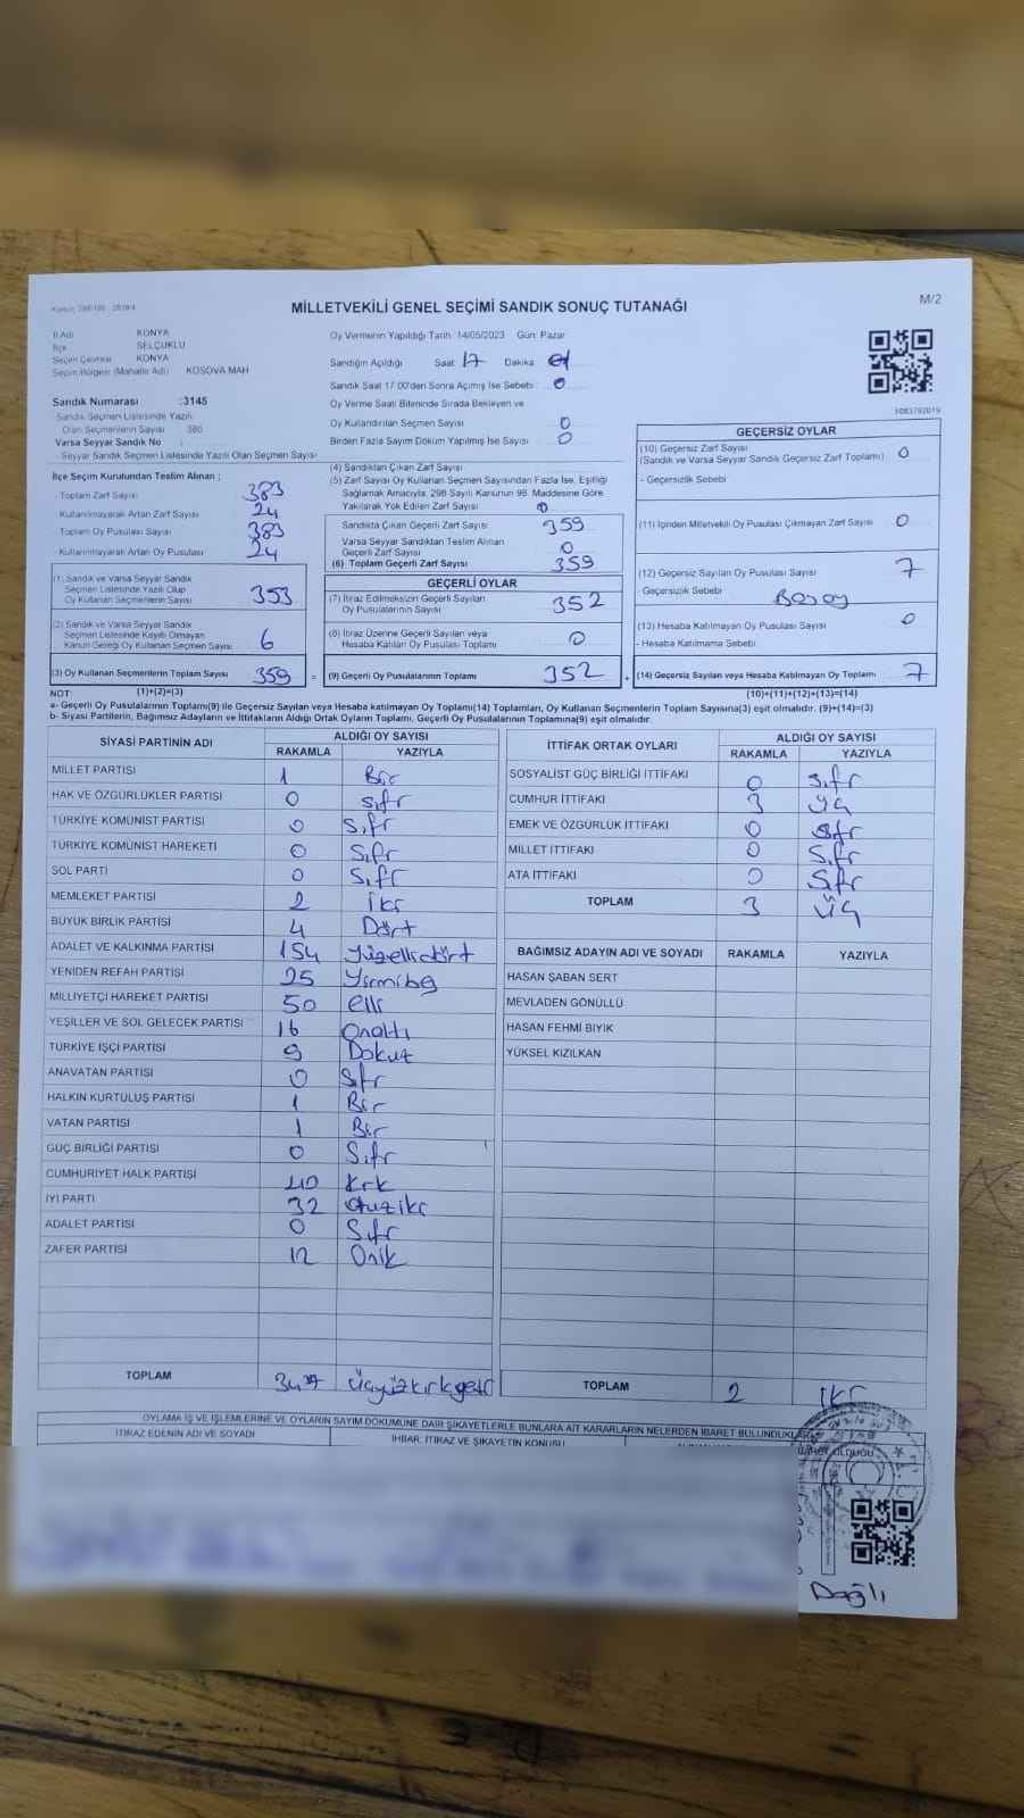 MİLLETVEKİLİ GENEL SEÇİMİ SANDIK SONUÇ TUTANAĞI
M/2
İl Adı KONYA
İlçe SELÇUKLU
Seçim Çevresi KONYA
Seçim Bölgesi (Mahalle Adı) KOSOVA MAH
Sandık Numarası :3145
Sandık Seçmen Listesinde Yazılı
Olan Seçmenlerin Sayısı 380
Varsa Seyyar Sandık No :
Seyyar Sandık Seçmen Listesinde Yazılı Olan Seçmen Sayısı
Oy Vermenin Yapıldığı Tarih 14/05/2023 Gün: Pazar
Sandığın Açıldığı Saat 17 Dakika
Sandık Saat 17.00'den Sonra Açılmış İse Sebebi 0
Oy Verme Saati Bitiminde Sırada Bekleyen ve
Oy Kullandırılan Seçmen Sayısı 0
Birden Fazla Sayım Döküm Yapılmış İse Sayısı 0
İlçe Seçim Kurulundan Teslim Alınan :
- Toplam Zarf Sayısı 383
- Kullanılmayarak Artan Zarf Sayısı 24
Toplam Oy Pusulası Sayısı 383
- Kullanılmayarak Artan Oy Pusulası 24
(1) Sandık ve Varsa Seyyar Sandık
Seçmen Listesinde Yazılı Olup
Oy Kullanan Seçmenlerin Sayısı 353
(2) Sandık ve Varsa Seyyar Sandık
Seçmen Listesinde Kayıtlı Olmayan
Kanun Gereği Oy Kullanan Seçmen Sayısı 6
(3) Oy Kullanan Seçmenlerin Toplam Sayısı 359 =
(4) Sandıktan Çıkan Zarf Sayısı
(5) Zarf Sayısı Oy Kullanan Seçmen Sayısından Fazla İse, Eşitliği
Sağlamak Amacıyla, 298 Sayılı Kanunun 98. Maddesine Göre
Yakılarak Yok Edilen Zarf Sayısı 0
Sandıkta Çıkan Geçerli Zarf Sayısı 359
Varsa Seyyar Sandıktan Teslim Alınan
Geçerli Zarf Sayısı 0
(6) Toplam Geçerli Zarf Sayısı 359
GEÇERLİ OYLAR
(7) İtiraz Edilmeksizin Geçerli Sayılan
Oy Pusulalarının Sayısı 352
(8) İtiraz Üzerine Geçerli Sayılan veya
Hesaba Katılan Oy Pusulası Toplamı 0
(9) Geçerli Oy Pusulalarının Toplamı 352 +
GEÇERSİZ OYLAR
(10) Geçersiz Zarf Sayısı
(Sandık ve Varsa Seyyar Sandık Geçersiz Zarf Toplamı) 0
- Geçersizlik Sebebi
(11) İçinden Milletvekili Oy Pusulası Çıkmayan Zarf Sayısı 0
(12) Geçersiz Sayılan Oy Pusulası Sayısı 7
Geçersizlik Sebebi
(13) Hesaba Katılmayan Oy Pusulası Sayısı 0
- Hesaba Katılmama Sebebi
(14) Geçersiz Sayılan veya Hesaba Katılmayan Oy Toplamı 7
NOT: (1)+(2)=(3) (10)+(11)+(12)+(13)=(14)
a- Geçerli Oy Pusulalarının Toplamı(9) ile Geçersiz Sayılan veya Hesaba katılmayan Oy Toplamı(14) Toplamları, Oy Kullanan Seçmenlerin Toplam Sayısına(3) eşit olmalıdır. (9)+(14)=(3)
b- Siyasi Partilerin, Bağımsız Adayların ve İttifakların Aldığı Ortak Oyların Toplamı, Geçerli Oy Pusulalarının Toplamına(9) eşit olmalıdır.
SİYASİ PARTİNİN ADI ALDIĞI OY SAYISI
RAKAMLA YAZIYLA
MİLLET PARTİSİ 1 Bir
HAK VE ÖZGÜRLÜKLER PARTİSİ 0 Sıfr
TÜRKİYE KOMÜNİST PARTİSİ 0 Sıfr
TÜRKİYE KOMÜNİST HAREKETİ 0 Sıfr
SOL PARTİ 0 Sıfr
MEMLEKET PARTİSİ 2 iki
BÜYÜK BİRLİK PARTİSİ 4 Dört
ADALET VE KALKINMA PARTİSİ 154 Yüzellidört
YENİDEN REFAH PARTİSİ 25 Yirmibeş
MİLLİYETÇİ HAREKET PARTİSİ 50 elli
YEŞİLLER VE SOL GELECEK PARTİSİ 16 Onaltı
TÜRKİYE İŞÇİ PARTİSİ 9 Dokuz
ANAVATAN PARTİSİ 0 Sıfr
HALKIN KURTULUŞ PARTİSİ 1 Bir
VATAN PARTİSİ 1 Bir
GÜÇ BİRLİĞİ PARTİSİ 0 Sıfr
CUMHURİYET HALK PARTİSİ 40 Kırk
İYİ PARTİ 32 Otuziki
ADALET PARTİSİ 0 Sıfr
ZAFER PARTİSİ 12 Onik
TOPLAM 347 Üçyüzkırkyedi
İTTİFAK ORTAK OYLARI ALDIĞI OY SAYISI
RAKAMLA YAZIYLA
SOSYALİST GÜÇ BİRLİĞİ İTTİFAKI 0 Sıfr
CUMHUR İTTİFAKI 3 üç
EMEK VE ÖZGÜRLÜK İTTİFAKI 0 Sıfr
MİLLET İTTİFAKI 0 Sıfr
ATA İTTİFAKI 0 Sıfr
TOPLAM 3 üç
BAĞIMSIZ ADAYIN ADI VE SOYADI RAKAMLA YAZIYLA
HASAN ŞABAN SERT
MEVLADEN GÖNÜLLÜ
HASAN FEHMİ BIYIK
YÜKSEL KIZILKAN
TOPLAM 2 iki
OYLAMA İŞ VE İŞLEMLERİNE VE OYLARIN SAYIM DÖKÜMÜNE DAİR ŞİKAYETLERLE BUNLARA AİT KARARLARIN NELERDEN İBARET BULUNDUKLARI
İTİRAZ EDENİN ADI VE SOYADI İHBAR, İTİRAZ VE ŞİKAYETİN KONUSU
OLDUĞU
Dağlı